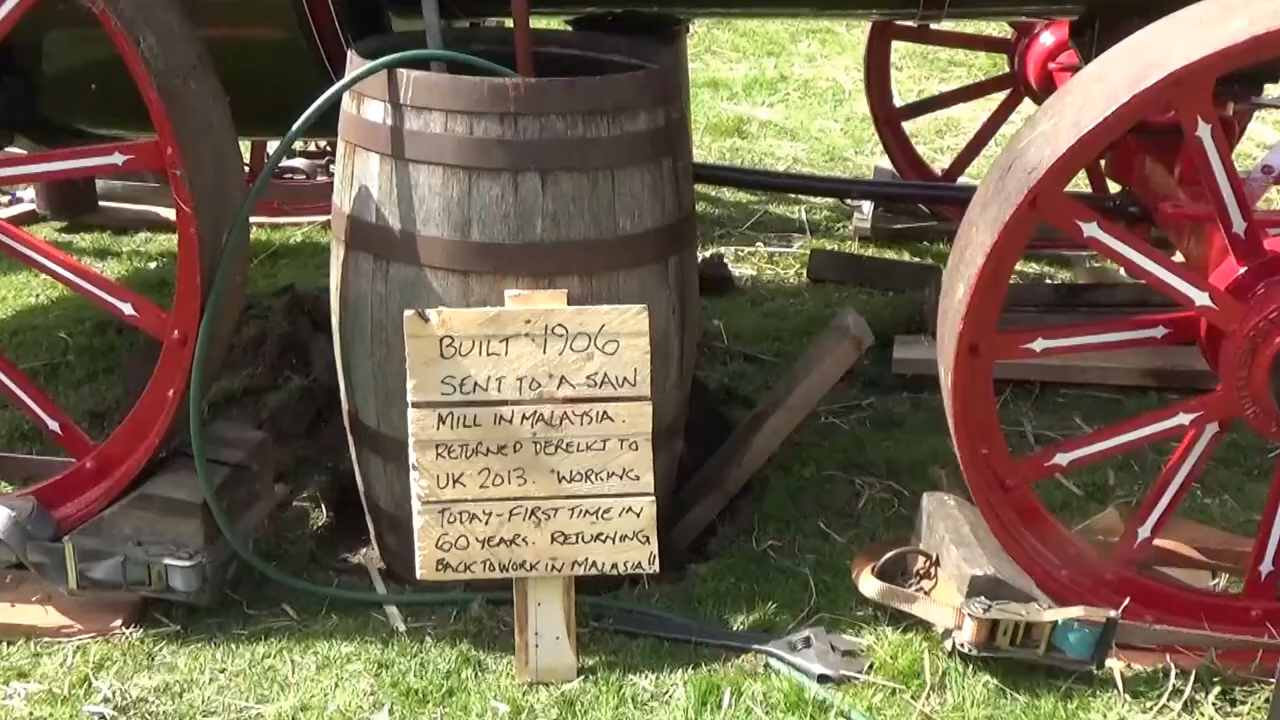 BUILT 1906
SENT TO A SAW
MILL IN MALAYSIA.
RETURNED DERELICT TO
UK 2013. WORKING
TODAY-FIRST TIME IN
60 YEARS. RETURNING
BACK TO WORK IN MALASIA!!